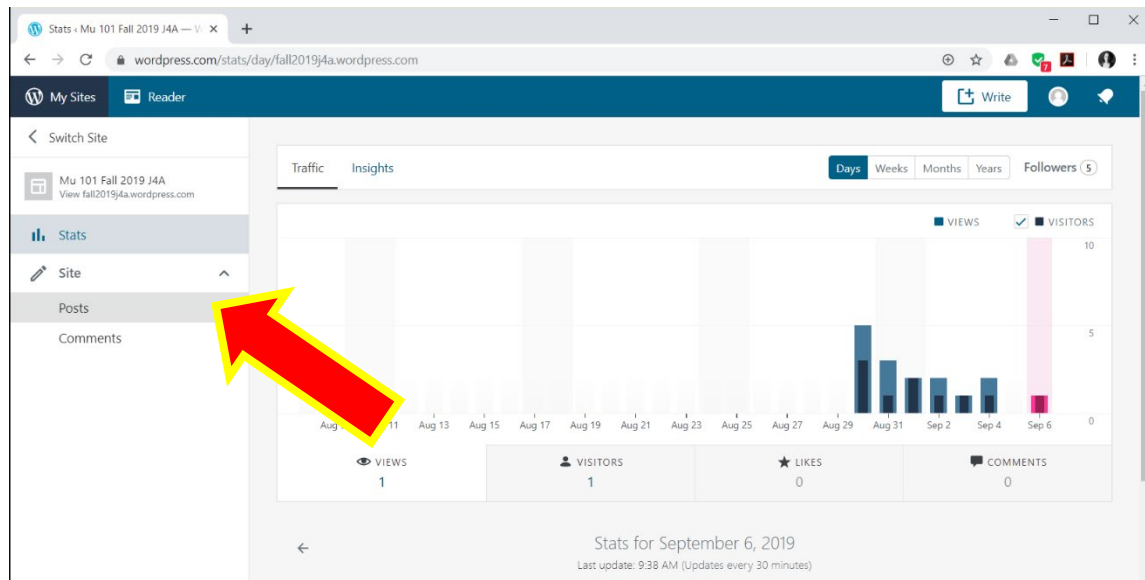 Stats ‹ Mu 101 Fall 2019 J4A —
wordpress.com/stats/day/fall2019j4a.wordpress.com
7
My Sites
Reader
Write
Switch Site
Mu 101 Fall 2019 J4A
View fall2019j4a.wordpress.com
Stats
Site
Posts
Comments
Traffic Insights
Days Weeks Months Years Followers 5
VIEWS VISITORS
10
5
0
Aug 11 Aug 13 Aug 15 Aug 17 Aug 19 Aug 21 Aug 23 Aug 25 Aug 27 Aug 29 Aug 31 Sep 2 Sep 4 Sep 6
VIEWS
1
VISITORS
1
LIKES
0
COMMENTS
0
Stats for September 6, 2019
Last update: 9:38 AM (Updates every 30 minutes)